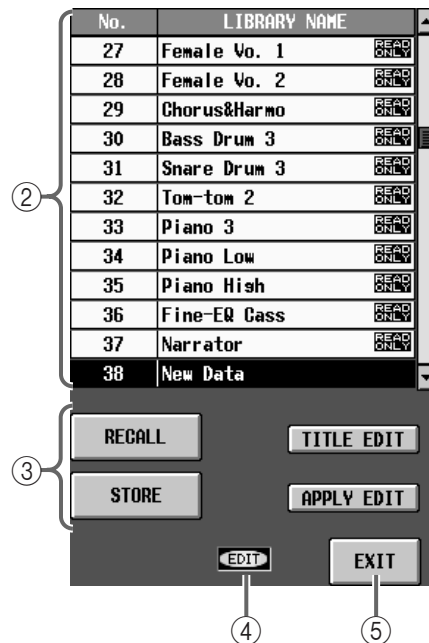 No. LIBRARY NAME
27 Female Vo. 1 READ ONLY
28 Female Vo. 2 READ ONLY
29 Chorus&Harmo READ ONLY
30 Bass Drum 3 READ ONLY
31 Snare Drum 3 READ ONLY
32 Tom-tom 2 READ ONLY
33 Piano 3 READ ONLY
34 Piano Low READ ONLY
35 Piano High READ ONLY
36 Fine-EQ Cass READ ONLY
37 Narrator READ ONLY
38 New Data
②
RECALL TITLE EDIT
③
STORE APPLY EDIT
EDIT EXIT
④ ⑤